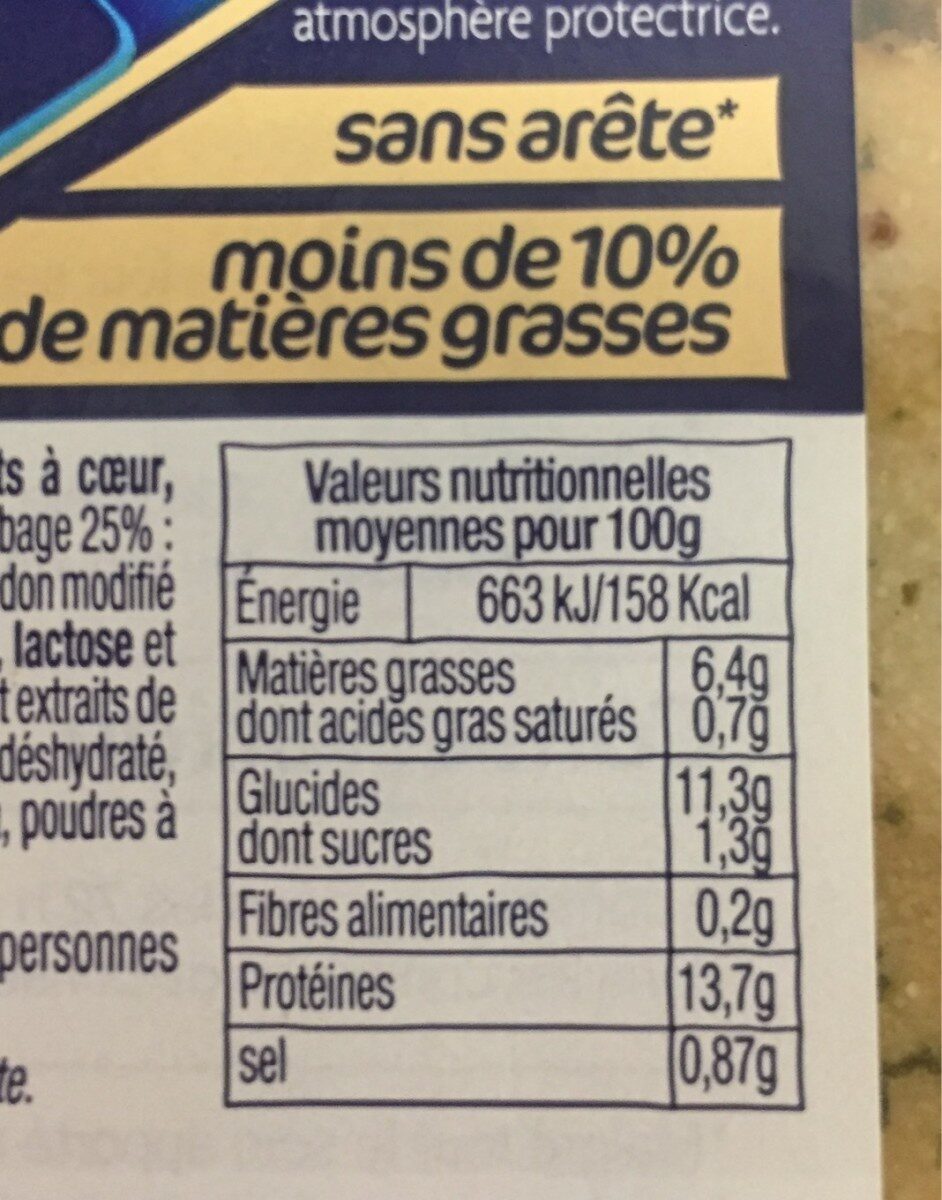 atmosphère protectrice.
sans arête*
moins de 10%
de matières grasses
ts à cœur,
bage 25% :
don modifié
, lactose et
t extraits de
déshydraté,
, poudres à
personnes
te.
Valeurs nutritionnelles
moyennes pour 100g
Énergie 663 kJ/158 Kcal
Matières grasses 6,4g
dont acides gras saturés 0,7g
Glucides 11,3g
dont sucres 1,3g
Fibres alimentaires 0,2g
Protéines 13,7g
sel 0,87g